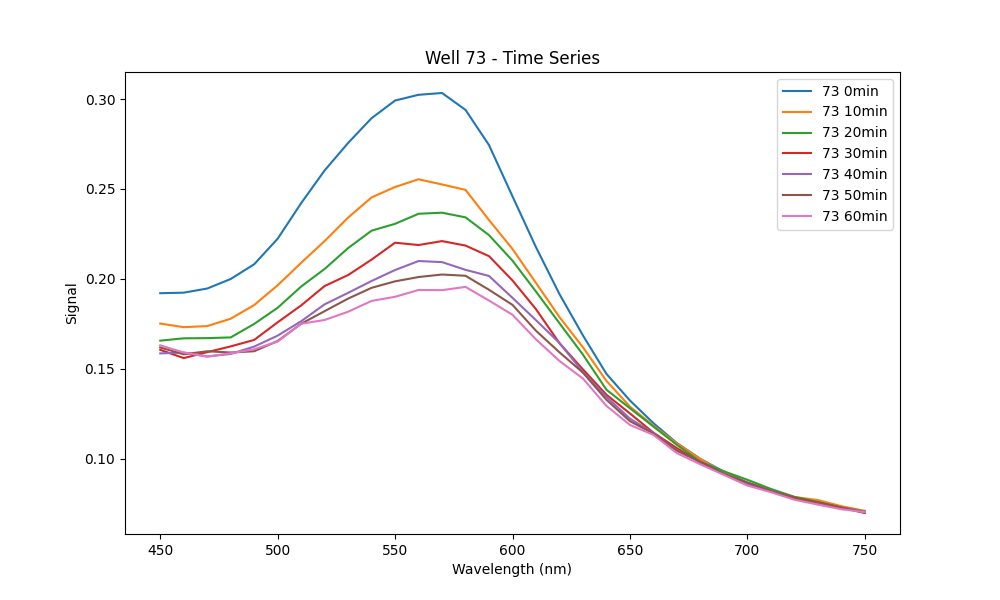 Well 73 - Time Series
0.30
0.25
0.20
0.15
0.10
Signal
450
500
550
600
650
700
750
Wavelength (nm)
73 0min
73 10min
73 20min
73 30min
73 40min
73 50min
73 60min